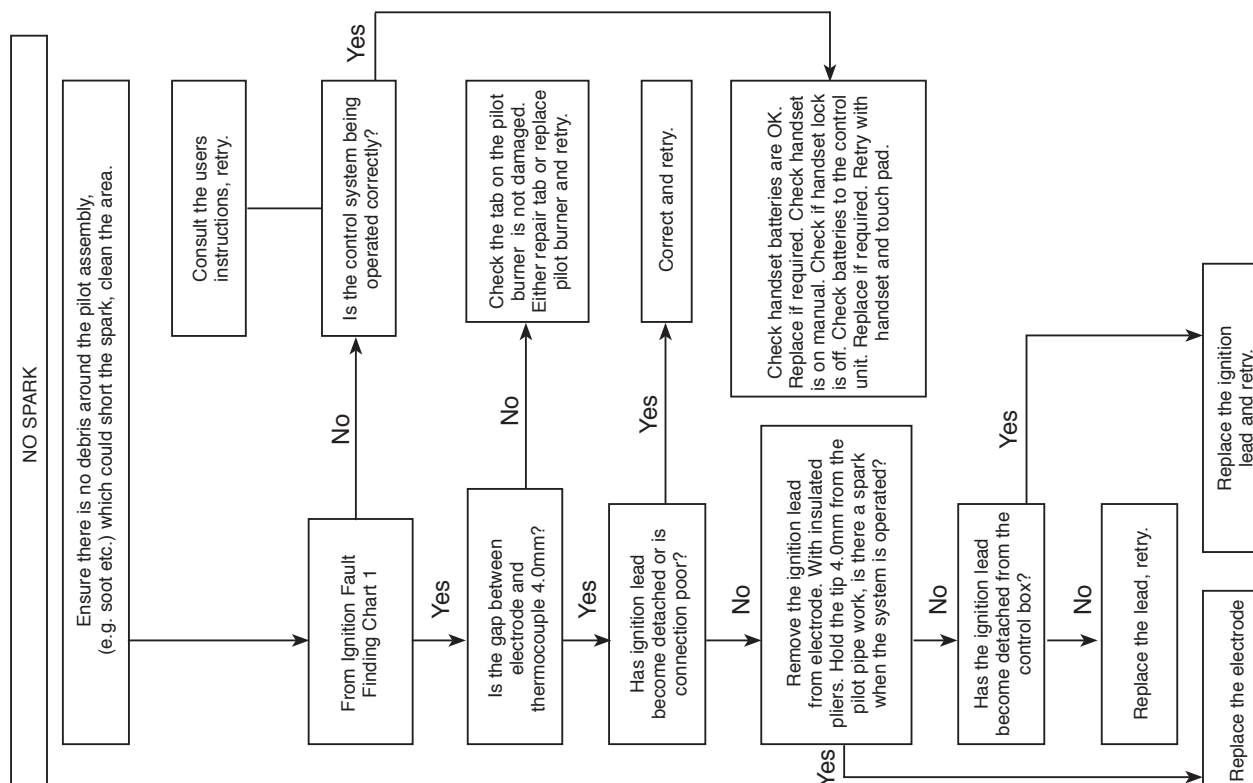 NO SPARK
Ensure there is no debris around the pilot assembly,
(e.g. soot etc.) which could short the spark, clean the area.
Consult the users
instructions, retry.
From Ignition Fault
Finding Chart 1
No
Is the control system being
operated correctly?
Yes
Yes
Is the gap between
electrode and
thermocouple 4.0mm?
No
Check the tab on the pilot
burner is not damaged.
Either repair tab or replace
pilot burner and retry.
Yes
Has ignition lead
become detached or is
connection poor?
Yes
Correct and retry.
No
Remove the ignition lead
from electrode. With insulated
pliers. Hold the tip 4.0mm from the
pilot pipe work, is there a spark
when the system is operated?
Check handset batteries are OK.
Replace if required. Check handset
is on manual. Check if handset lock
is off. Check batteries to the control
unit. Replace if required. Retry with
handset and touch pad.
Yes
No
Has the ignition lead
become detached from the
control box?
Yes
No
Replace the lead, retry.
Replace the electrode
Replace the ignition
lead and retry.